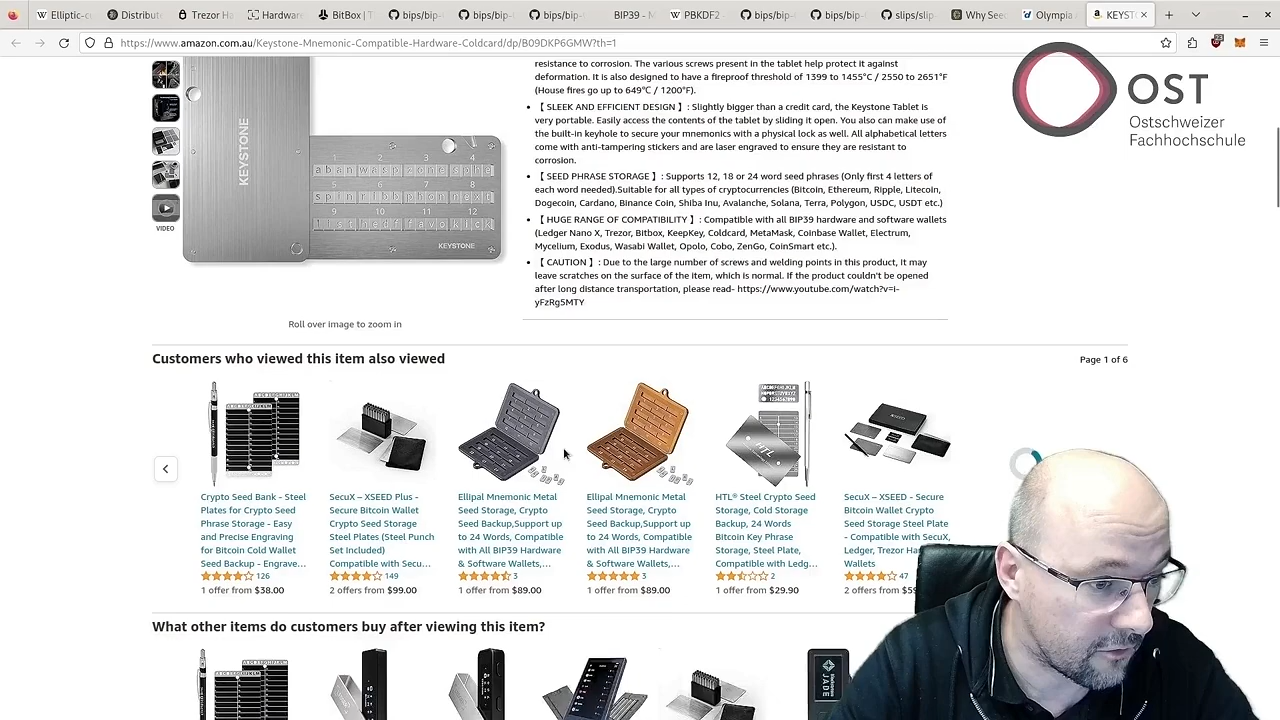 Elliptic-c
Distribute
Trezor Ha
Hardware
BitBox | T
bips/bip-
bips/bip-
bips/bip-
BIP39 - M
PBKDF2 -
bips/bip-
bips/bip-
slips/slip-
Why Seed
Olympia
KEYST
https://www.amazon.com.au/Keystone-Mnemonic-Compatible-Hardware-Coldcard/dp/B09DKP6GMW?th=1
OST
Ostschweizer
Fachhochschule
VIDEO
KEYSTONE
1 2 3 4
aban wasp zone sphe
5 6 7 8
9 10 11 12
KEYSTONE
Roll over image to zoom in
resistance to corrosion. The various screws present in the tablet help protect it against
deformation. It is also designed to have a fireproof threshold of 1399 to 1455°C / 2550 to 2651°F
(House fires go up to 649°C / 1200°F).
【 SLEEK AND EFFICIENT DESIGN 】: Slightly bigger than a credit card, the Keystone Tablet is
very portable. Easily access the contents of the tablet by sliding it open. You also can make use of
the built-in keyhole to secure your mnemonics with a physical lock as well. All alphabetical letters
come with anti-tampering stickers and are laser engraved to ensure they are resistant to
corrosion.
【 SEED PHRASE STORAGE 】: Supports 12, 18 or 24 word seed phrases (Only first 4 letters of
each word needed).Suitable for all types of cryptocurrencies (Bitcoin, Ethereum, Ripple, Litecoin,
Dogecoin, Cardano, Binance Coin, Shiba Inu, Avalanche, Solana, Terra, Polygon, USDC, USDT etc.)
【 HUGE RANGE OF COMPATIBILITY 】: Compatible with all BIP39 hardware and software wallets
(Ledger Nano X, Trezor, Bitbox, KeepKey, Coldcard, MetaMask, Coinbase Wallet, Electrum,
Mycelium, Exodus, Wasabi Wallet, Opolo, Cobo, ZenGo, CoinSmart etc.).
【 CAUTION 】: Due to the large number of screws and welding points in this product, it may
leave scratches on the surface of the item, which is normal. If the product couldn't be opened
after long distance transportation, please read- https://www.youtube.com/watch?v=i-
yFzRg5MTY
Customers who viewed this item also viewed
Page 1 of 6
Crypto Seed Bank - Steel
Plates for Crypto Seed
Phrase Storage - Easy
and Precise Engraving
for Bitcoin Cold Wallet
Seed Backup - Engrave…
126
1 offer from $38.00
SecuX – XSEED Plus -
Secure Bitcoin Wallet
Crypto Seed Storage
Steel Plates (Steel Punch
Set Included)
Compatible with Secu…
149
2 offers from $99.00
Ellipal Mnemonic Metal
Seed Storage, Crypto
Seed Backup,Support up
to 24 Words, Compatible
with All BIP39 Hardware
& Software Wallets,…
3
1 offer from $89.00
Ellipal Mnemonic Metal
Seed Storage, Crypto
Seed Backup,Support up
to 24 Words, Compatible
with All BIP39 Hardware
& Software Wallets,…
3
1 offer from $89.00
HTL
HTL® Steel Crypto Seed
Storage, Cold Storage
Backup, 24 Words
Bitcoin Key Phrase
Storage, Steel Plate,
Compatible with Ledg…
2
1 offer from $29.90
SecuX – XSEED - Secure
Bitcoin Wallet Crypto
Seed Storage Steel Plate
- Compatible with SecuX,
Ledger, Trezor
Wallets
47
2 offers from
What other items do customers buy after viewing this item?
JADE